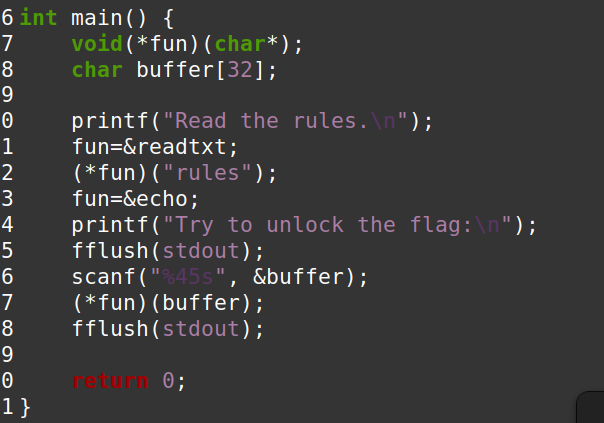 6 int main() {
7     void(*fun)(char*);
8     char buffer[32];
9
0     printf("Read the rules.\n");
1     fun=&readtxt;
2     (*fun)("rules");
3     fun=&echo;
4     printf("Try to unlock the flag:\n");
5     fflush(stdout);
6     scanf("%45s", &buffer);
7     (*fun)(buffer);
8     fflush(stdout);
9
0     return 0;
1 }